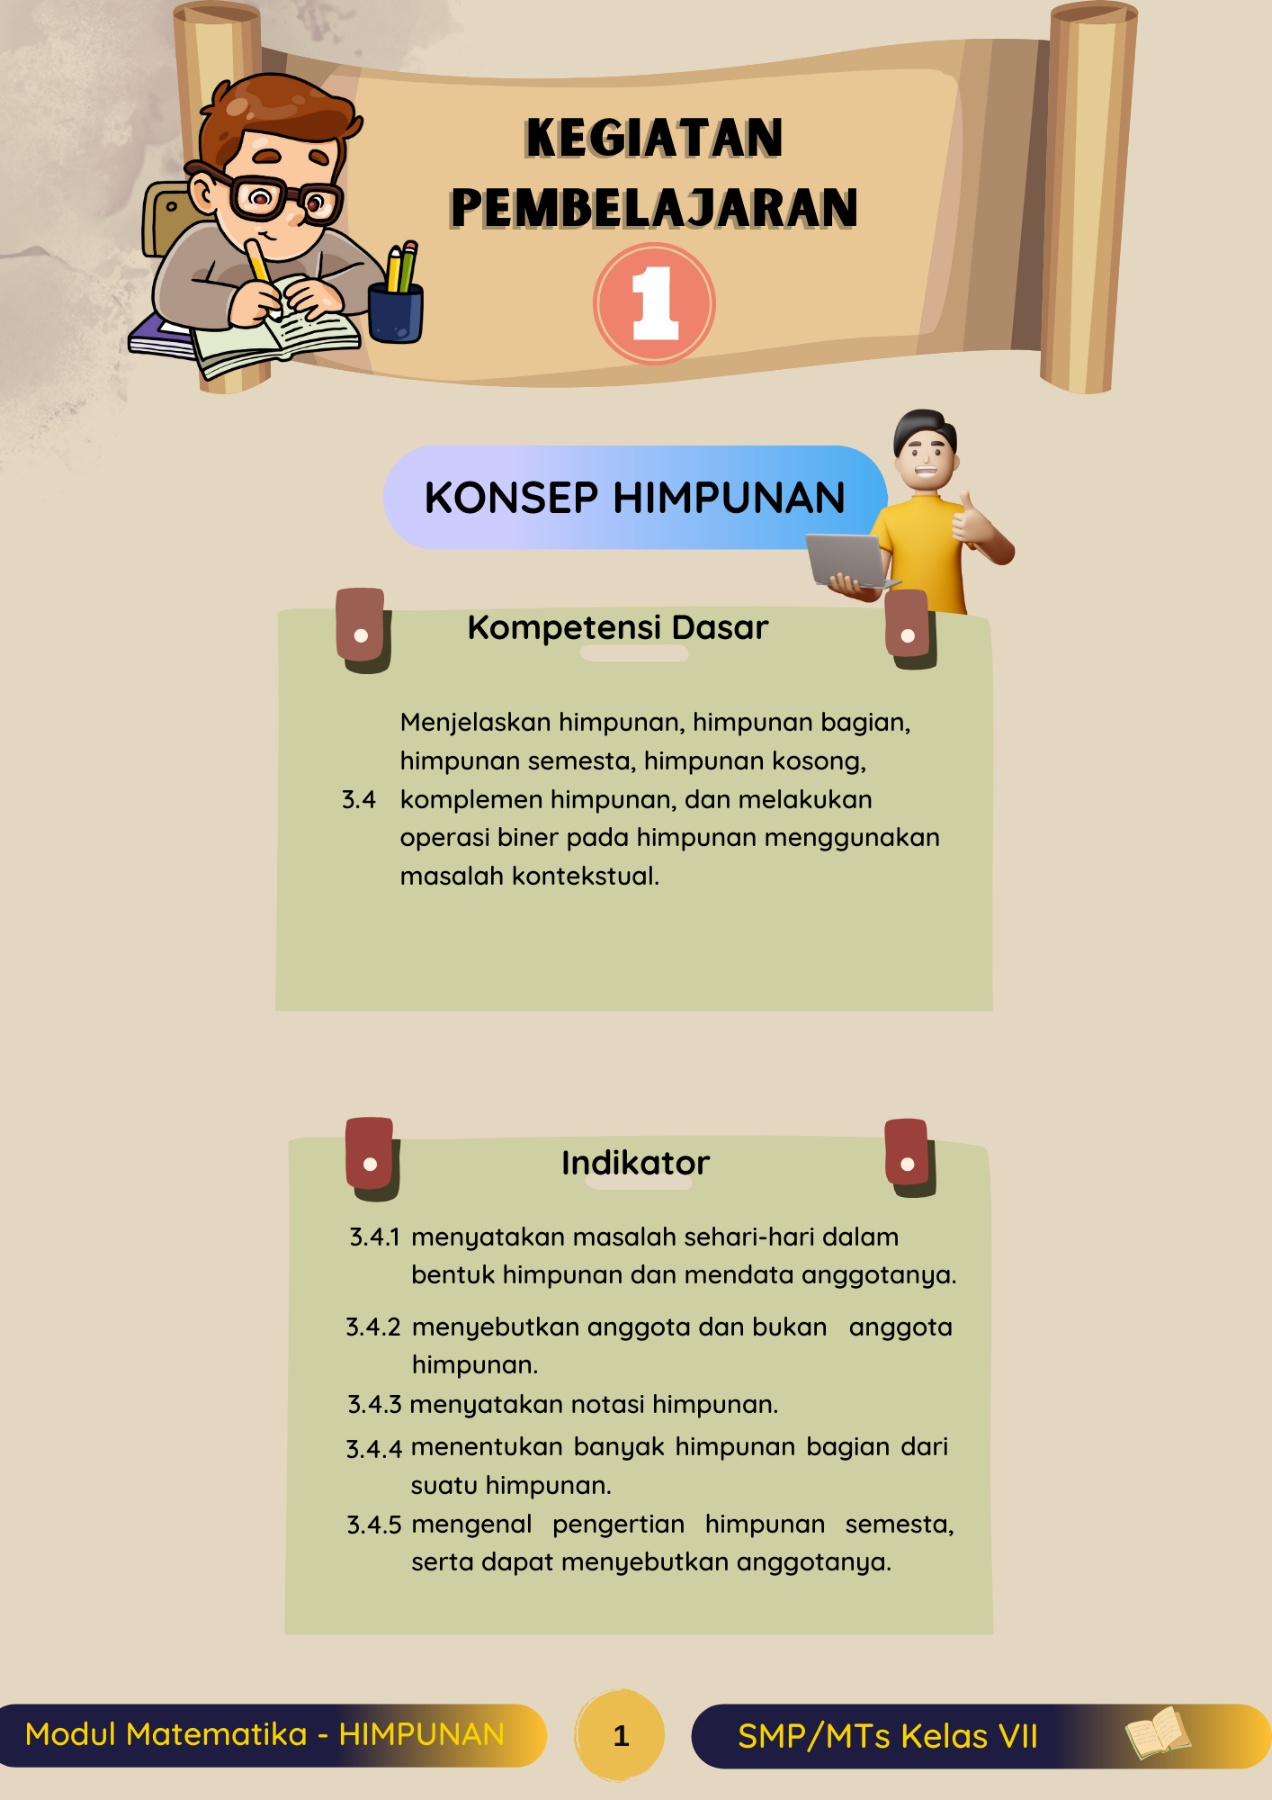 KEGIATAN
PEMBELAJARAN
1
KONSEP HIMPUNAN
Kompetensi Dasar
Menjelaskan himpunan, himpunan bagian,
himpunan semesta, himpunan kosong,
3.4 komplemen himpunan, dan melakukan
operasi biner pada himpunan menggunakan
masalah kontekstual.
Indikator
3.4.1 menyatakan masalah sehari-hari dalam
bentuk himpunan dan mendata anggotanya.
3.4.2 menyebutkan anggota dan bukan anggota
himpunan.
3.4.3 menyatakan notasi himpunan.
3.4.4 menentukan banyak himpunan bagian dari
suatu himpunan.
3.4.5 mengenal pengertian himpunan semesta,
serta dapat menyebutkan anggotanya.
Modul Matematika - HIMPUNAN
1
SMP/MTs Kelas VII